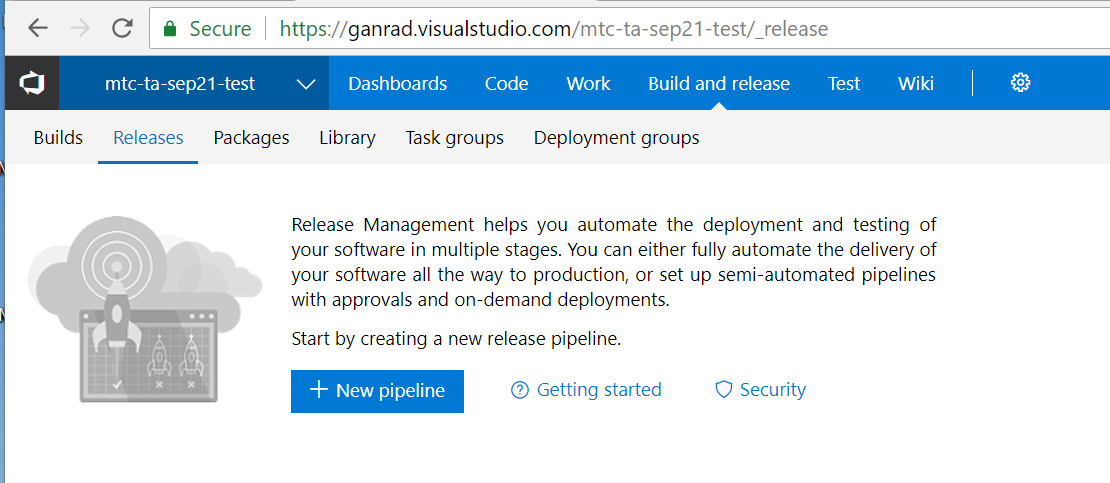 Secure https://ganrad.visualstudio.com/mtc-ta-sep21-test/_release
mtc-ta-sep21-test Dashboards Code Work Build and release Test Wiki
Builds Releases Packages Library Task groups Deployment groups
Release Management helps you automate the deployment and testing of
your software in multiple stages. You can either fully automate the delivery of
your software all the way to production, or set up semi-automated pipelines
with approvals and on-demand deployments.
Start by creating a new release pipeline.
+ New pipeline Getting started Security